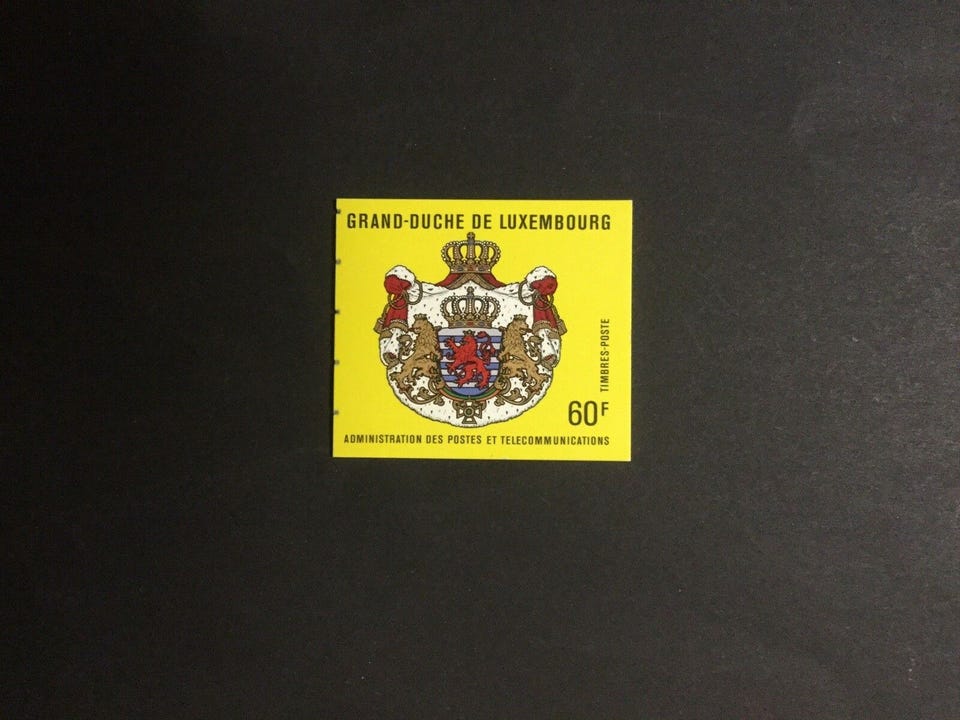 GRAND-DUCHE DE LUXEMBOURG
TIMBRES-POSTE
60F
ADMINISTRATION DES POSTES ET TELECOMMUNICATIONS